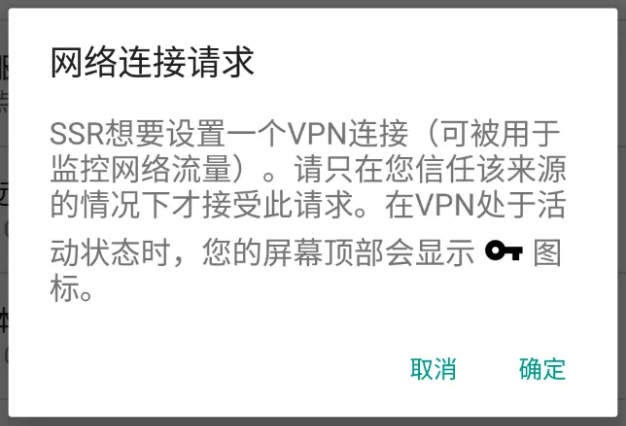 网络连接请求
SSR想要设置一个VPN连接（可被用于
监控网络流量）。请只在您信任该来源
的情况下才接受此请求。在VPN处于活
动状态时，您的屏幕顶部会显示 图
标。
取消 确定